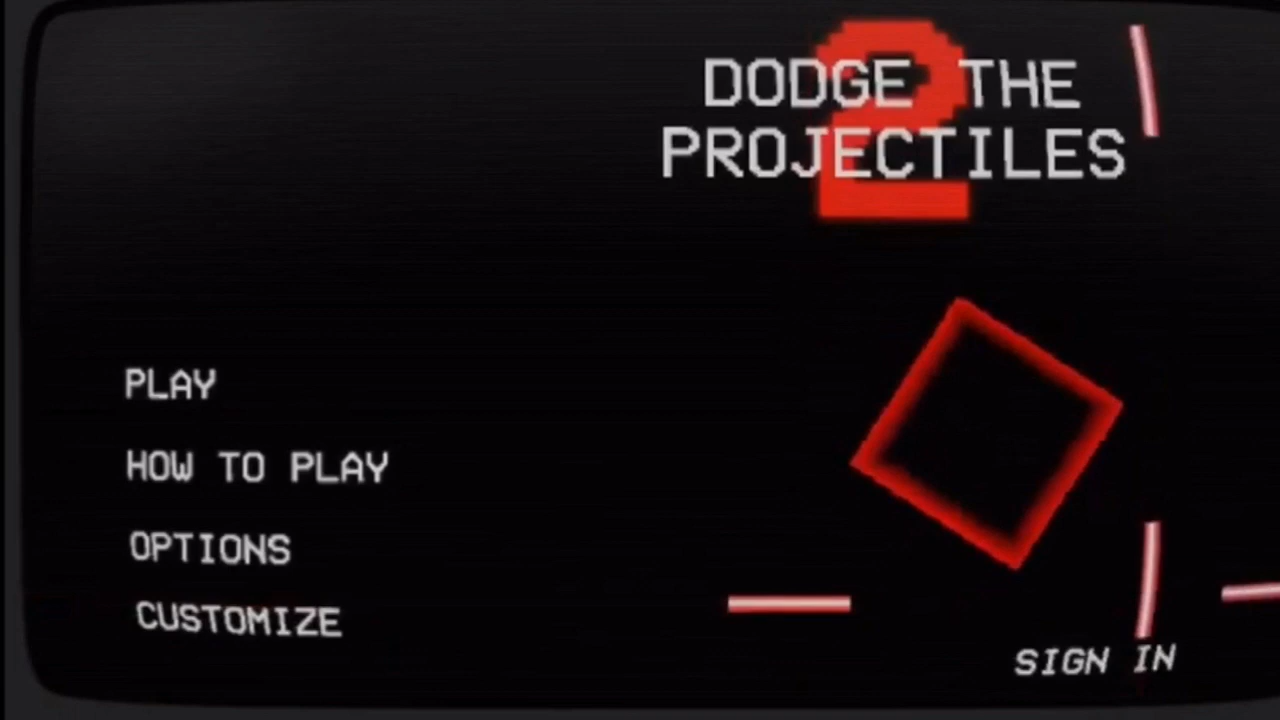 DODGE THE
PROJECTILES
2
PLAY
HOW TO PLAY
OPTIONS
CUSTOMIZE
SIGN IN